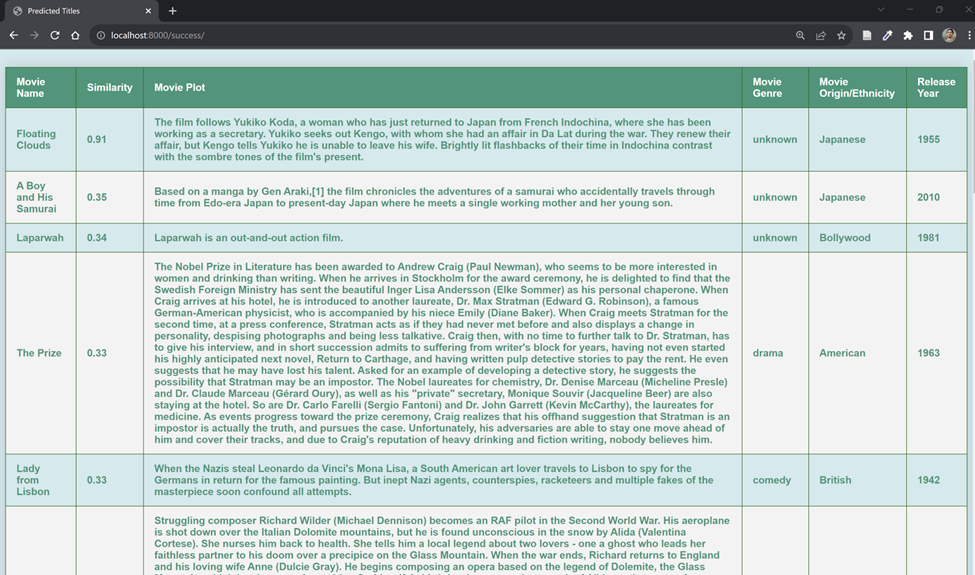 Predicted Titles
localhost:8000/success/
Movie Name Similarity Movie Plot Movie Genre Movie Origin/Ethnicity Release Year
Floating Clouds 0.91
The film follows Yukiko Koda, a woman who has just returned to Japan from French Indochina, where she has been
working as a secretary. Yukiko seeks out Kengo, with whom she had an affair in Da Lat during the war. They renew their
affair, but Kengo tells Yukiko he is unable to leave his wife. Brightly lit flashbacks of their time in Indochina contrast
with the sombre tones of the film's present.
unknown Japanese 1955
A Boy and His Samurai 0.35
Based on a manga by Gen Araki,[1] the film chronicles the adventures of a samurai who accidentally travels through
time from Edo-era Japan to present-day Japan where he meets a single working mother and her young son.
unknown Japanese 2010
Laparwah 0.34 Laparwah is an out-and-out action film. unknown Bollywood 1981
The Prize 0.33
The Nobel Prize in Literature has been awarded to Andrew Craig (Paul Newman), who seems to be more interested in
women and drinking than writing. When he arrives in Stockholm for the award ceremony, he is delighted to find that the
Swedish Foreign Ministry has sent the beautiful Inger Lisa Andersson (Elke Sommer) as his personal chaperone. When
Craig arrives at his hotel, he is introduced to another laureate, Dr. Max Stratman (Edward G. Robinson), a famous
German-American physicist, who is accompanied by his niece Emily (Diane Baker). When Craig meets Stratman for the
second time, at a press conference, Stratman acts as if they had never met before and also displays a change in
personality, despising photographs and being less talkative. Craig then, with no time to further talk to Dr. Stratman, has
to give his interview, and in short succession admits to suffering from writer's block for years, having not even started
his highly anticipated next novel, Return to Carthage, and having written pulp detective stories to pay the rent. He even
suggests that he may have lost his talent. Asked for an example of developing a detective story, he suggests the
possibility that Stratman may be an impostor. The Nobel laureates for chemistry, Dr. Denise Marceau (Micheline Presle)
and Dr. Claude Marceau (Gérard Oury), as well as his "private" secretary, Monique Souvir (Jacqueline Beer) are also
staying at the hotel. So are Dr. Carlo Farelli (Sergio Fantoni) and Dr. John Garrett (Kevin McCarthy), the laureates for
medicine. As events progress toward the prize ceremony, Craig realizes that his offhand suggestion that Stratman is an
impostor is actually the truth, and pursues the case. Unfortunately, his adversaries are able to stay one move ahead of
him and cover their tracks, and due to Craig's reputation of heavy drinking and fiction writing, nobody believes him.
drama American 1963
Lady from Lisbon 0.33
When the Nazis steal Leonardo da Vinci's Mona Lisa, a South American art lover travels to Lisbon to spy for the
Germans in return for the famous painting. But inept Nazi agents, counterspies, racketeers and multiple fakes of the
masterpiece soon confound all attempts.
comedy British 1942
Struggling composer Richard Wilder (Michael Dennison) becomes an RAF pilot in the Second World War. His aeroplane
is shot down over the Italian Dolomite mountains, but he is found unconscious in the snow by Alida (Valentina
Cortese). She nurses him back to health. She tells him a local legend about two lovers - one a ghost who leads her
faithless partner to his doom over a precipice on the Glass Mountain. When the war ends, Richard returns to England
and his loving wife Anne (Dulcie Gray). He begins composing an opera based on the legend of Dolomite, the Glass